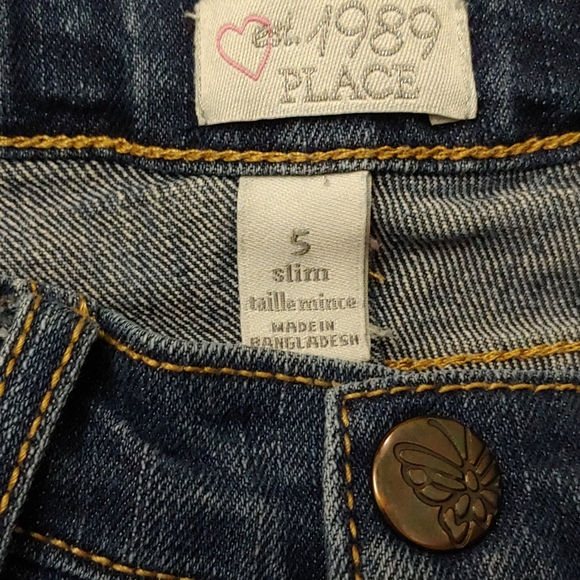 est. 1989
PLACE
5
slim
taille mince
MADE IN
BANGLADESH